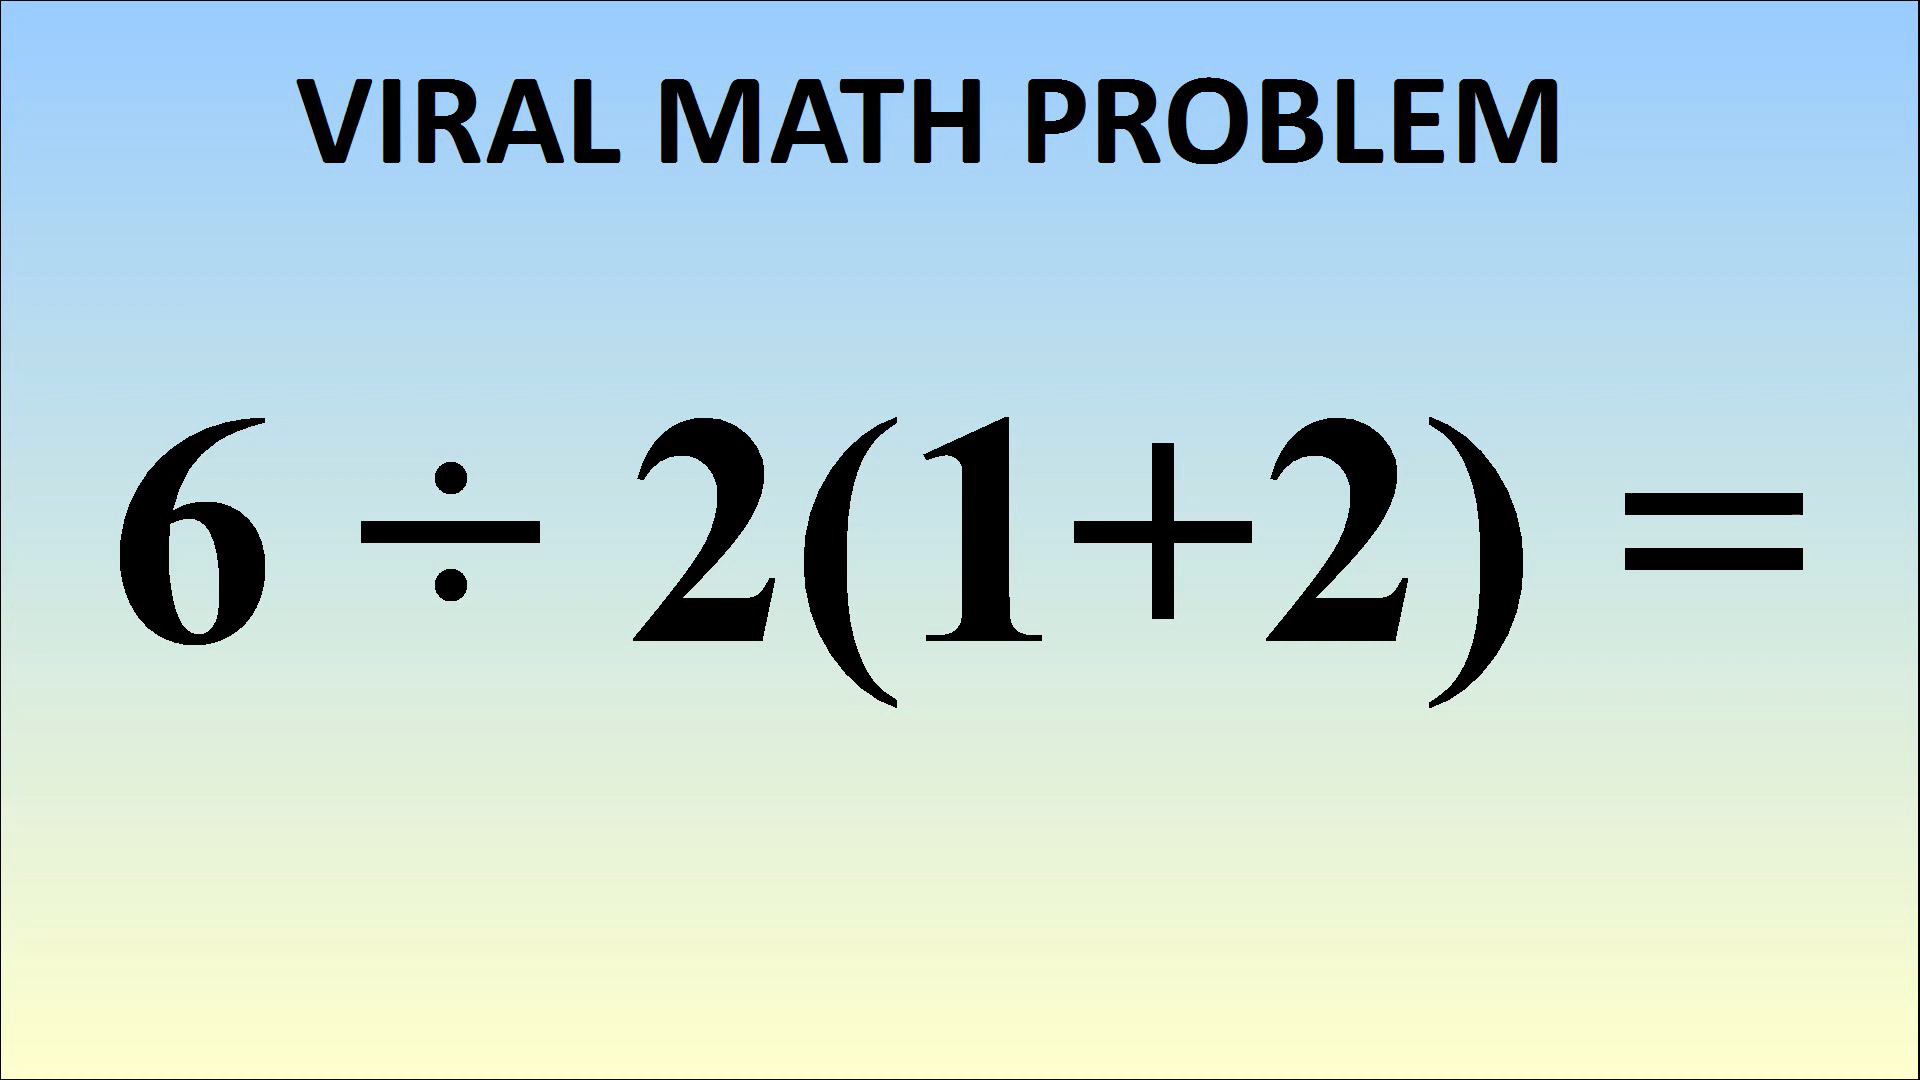 VIRAL MATH PROBLEM
6 ÷ 2(1+2) =